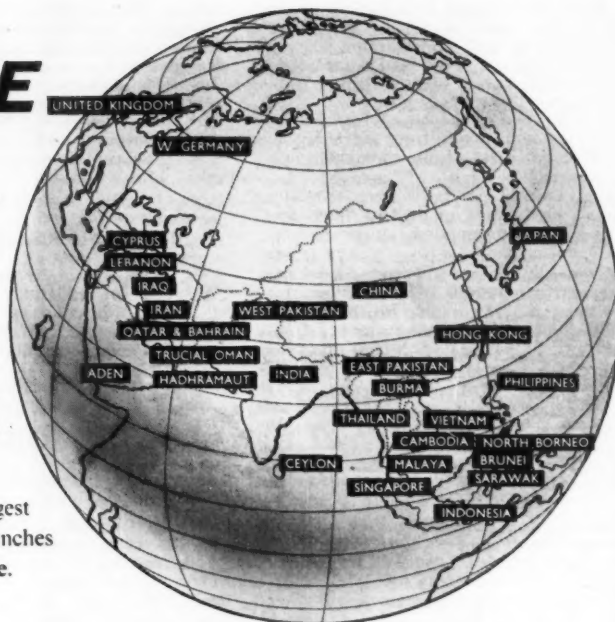 E
UNITED KINGDOM
W. GERMANY
CYPRUS
LEBANON
IRAQ
IRAN
QATAR & BAHRAIN
TRUCIAL OMAN
ADEN
HADHRAMAUT
WEST PAKISTAN
INDIA
CHINA
JAPAN
HONG KONG
EAST PAKISTAN
BURMA
PHILIPPINES
THAILAND
VIETNAM
CAMBODIA
NORTH BORNEO
CEYLON
MALAYA
BRUNEI
SINGAPORE
SARAWAK
INDONESIA
gest
nches
e.